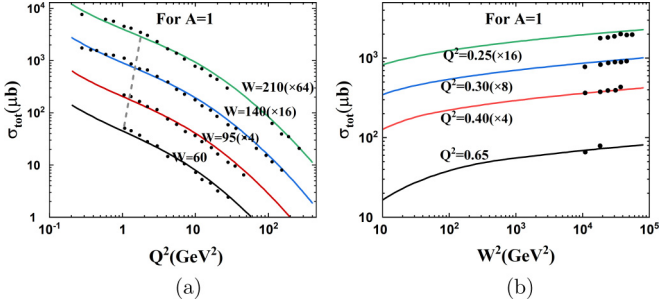 For A=1
σtot(μb)
10⁴
10³
10²
10
1
W=210(×64)
W=140(×16)
W=95(×4)
W=60
10⁻¹
1
10
10²
Q²(GeV²)
(a)
For A=1
σtot(μb)
10³
10²
10
Q²=0.25(×16)
Q²=0.30(×8)
Q²=0.40(×4)
Q²=0.65
10
10²
10³
10⁴
10⁵
W²(GeV²)
(b)